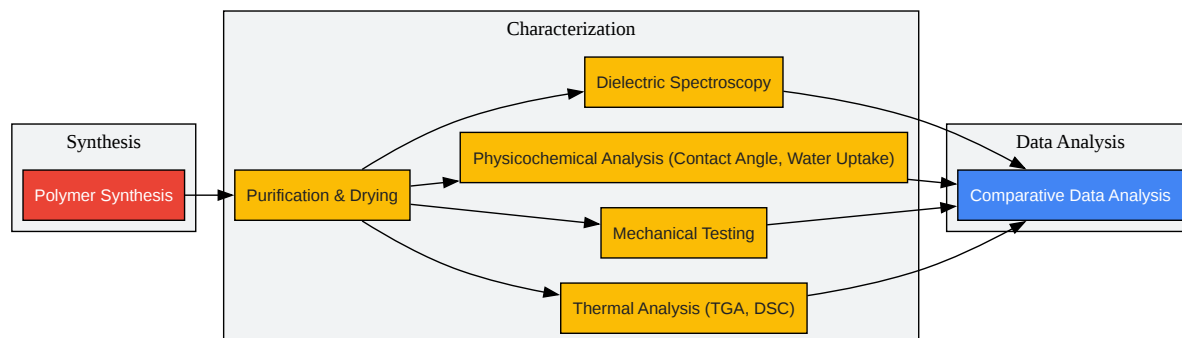 Synthesis
Polymer Synthesis
Characterization
Purification & Drying
Dielectric Spectroscopy
Physicochemical Analysis (Contact Angle, Water Uptake)
Mechanical Testing
Thermal Analysis (TGA, DSC)
Data Analysis
Comparative Data Analysis